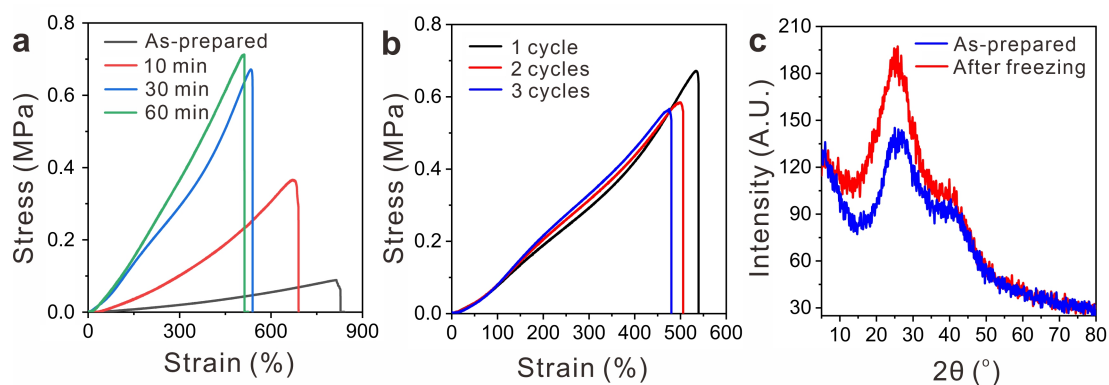 a
As-prepared
10 min
30 min
60 min
Stress (MPa)
0.8
0.6
0.4
0.2
0.0
0 300 600 900
Strain (%)
b
1 cycle
2 cycles
3 cycles
Stress (MPa)
0.8
0.6
0.4
0.2
0.0
0 100 200 300 400 500 600
Strain (%)
c
As-prepared
After freezing
Intensity (A.U.)
210
180
150
120
90
60
30
10 20 30 40 50 60 70 80
2θ (°)